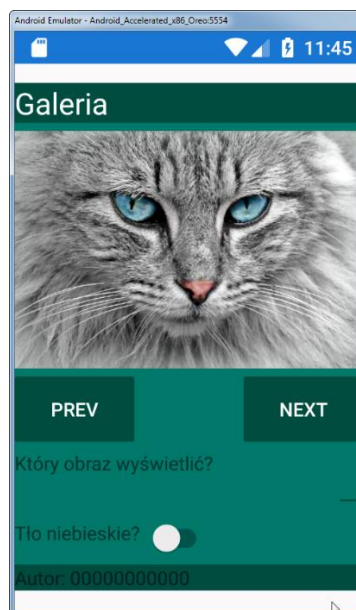 Android Emulator - Android_Accelerated_x86_Oreo:5554
11:45
Galeria
PREV
NEXT
Który obraz wyświetlić?
Tło niebieskie?
Autor: 00000000000